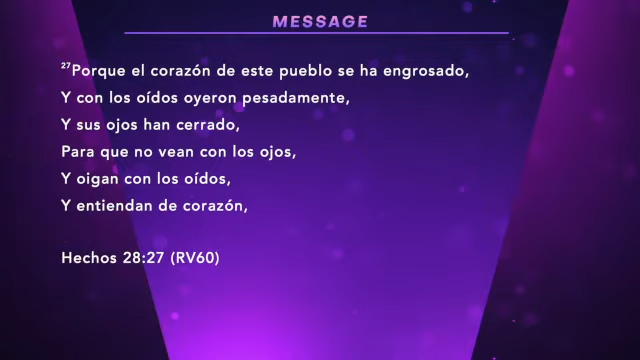 MESSAGE
²⁷Porque el corazón de este pueblo se ha engrosado,
Y con los oídos oyeron pesadamente,
Y sus ojos han cerrado,
Para que no vean con los ojos,
Y oigan con los oídos,
Y entiendan de corazón,
Hechos 28:27 (RV60)